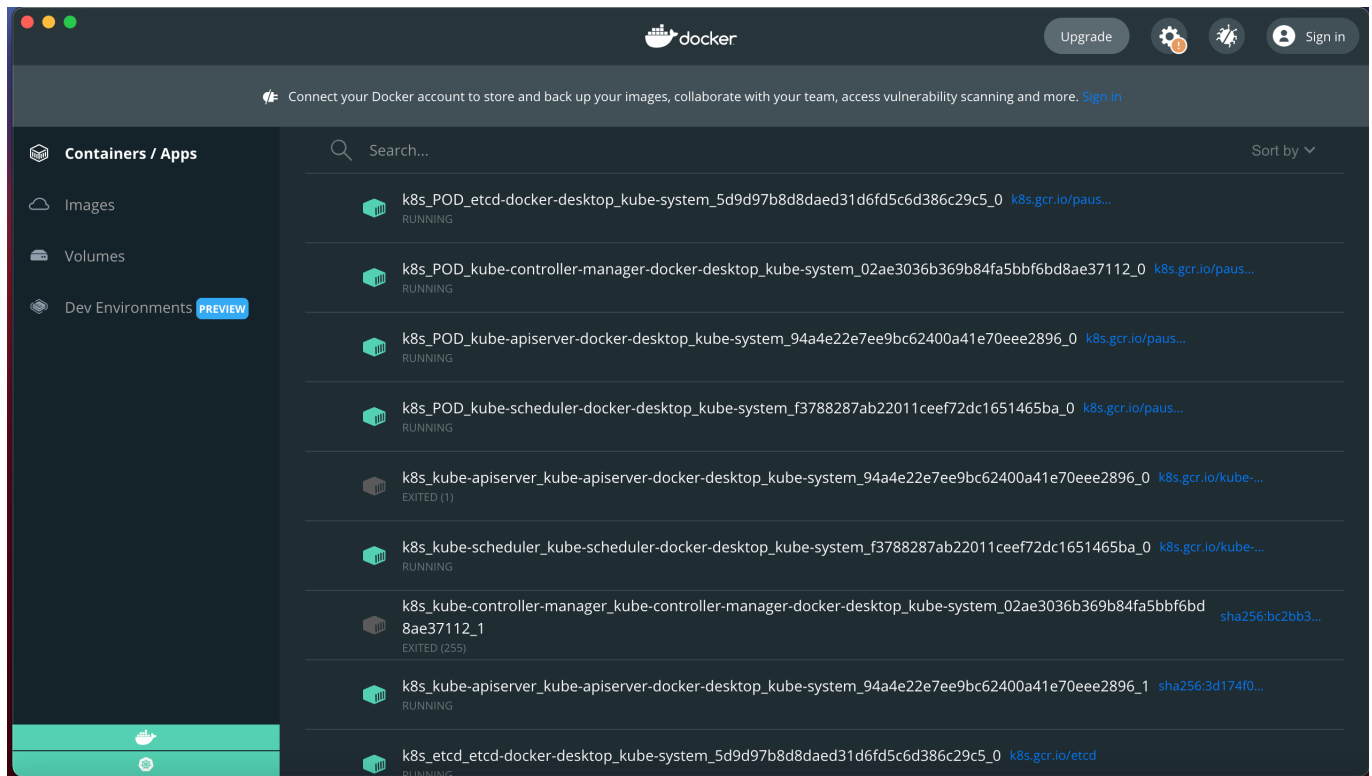 docker
Upgrade
Sign in
Connect your Docker account to store and back up your images, collaborate with your team, access vulnerability scanning and more. Sign in
Containers / Apps
Images
Volumes
Dev Environments PREVIEW
Search...
Sort by
k8s_POD_etcd-docker-desktop_kube-system_5d9d97b8d8daed31d6fd5c6d386c29c5_0 k8s.gcr.io/paus...
RUNNING
k8s_POD_kube-controller-manager-docker-desktop_kube-system_02ae3036b369b84fa5bbf6bd8ae37112_0 k8s.gcr.io/paus...
RUNNING
k8s_POD_kube-apiserver-docker-desktop_kube-system_94a4e22e7ee9bc62400a41e70eee2896_0 k8s.gcr.io/paus...
RUNNING
k8s_POD_kube-scheduler-docker-desktop_kube-system_f3788287ab22011ceef72dc1651465ba_0 k8s.gcr.io/paus...
RUNNING
k8s_kube-apiserver_kube-apiserver-docker-desktop_kube-system_94a4e22e7ee9bc62400a41e70eee2896_0 k8s.gcr.io/kube-...
EXITED (1)
k8s_kube-scheduler_kube-scheduler-docker-desktop_kube-system_f3788287ab22011ceef72dc1651465ba_0 k8s.gcr.io/kube-...
RUNNING
k8s_kube-controller-manager_kube-controller-manager-docker-desktop_kube-system_02ae3036b369b84fa5bbf6bd
8ae37112_1 sha256:bc2bb3...
EXITED (255)
k8s_kube-apiserver_kube-apiserver-docker-desktop_kube-system_94a4e22e7ee9bc62400a41e70eee2896_1 sha256:3d174f0...
RUNNING
k8s_etcd_etcd-docker-desktop_kube-system_5d9d97b8d8daed31d6fd5c6d386c29c5_0 k8s.gcr.io/etcd
RUNNING